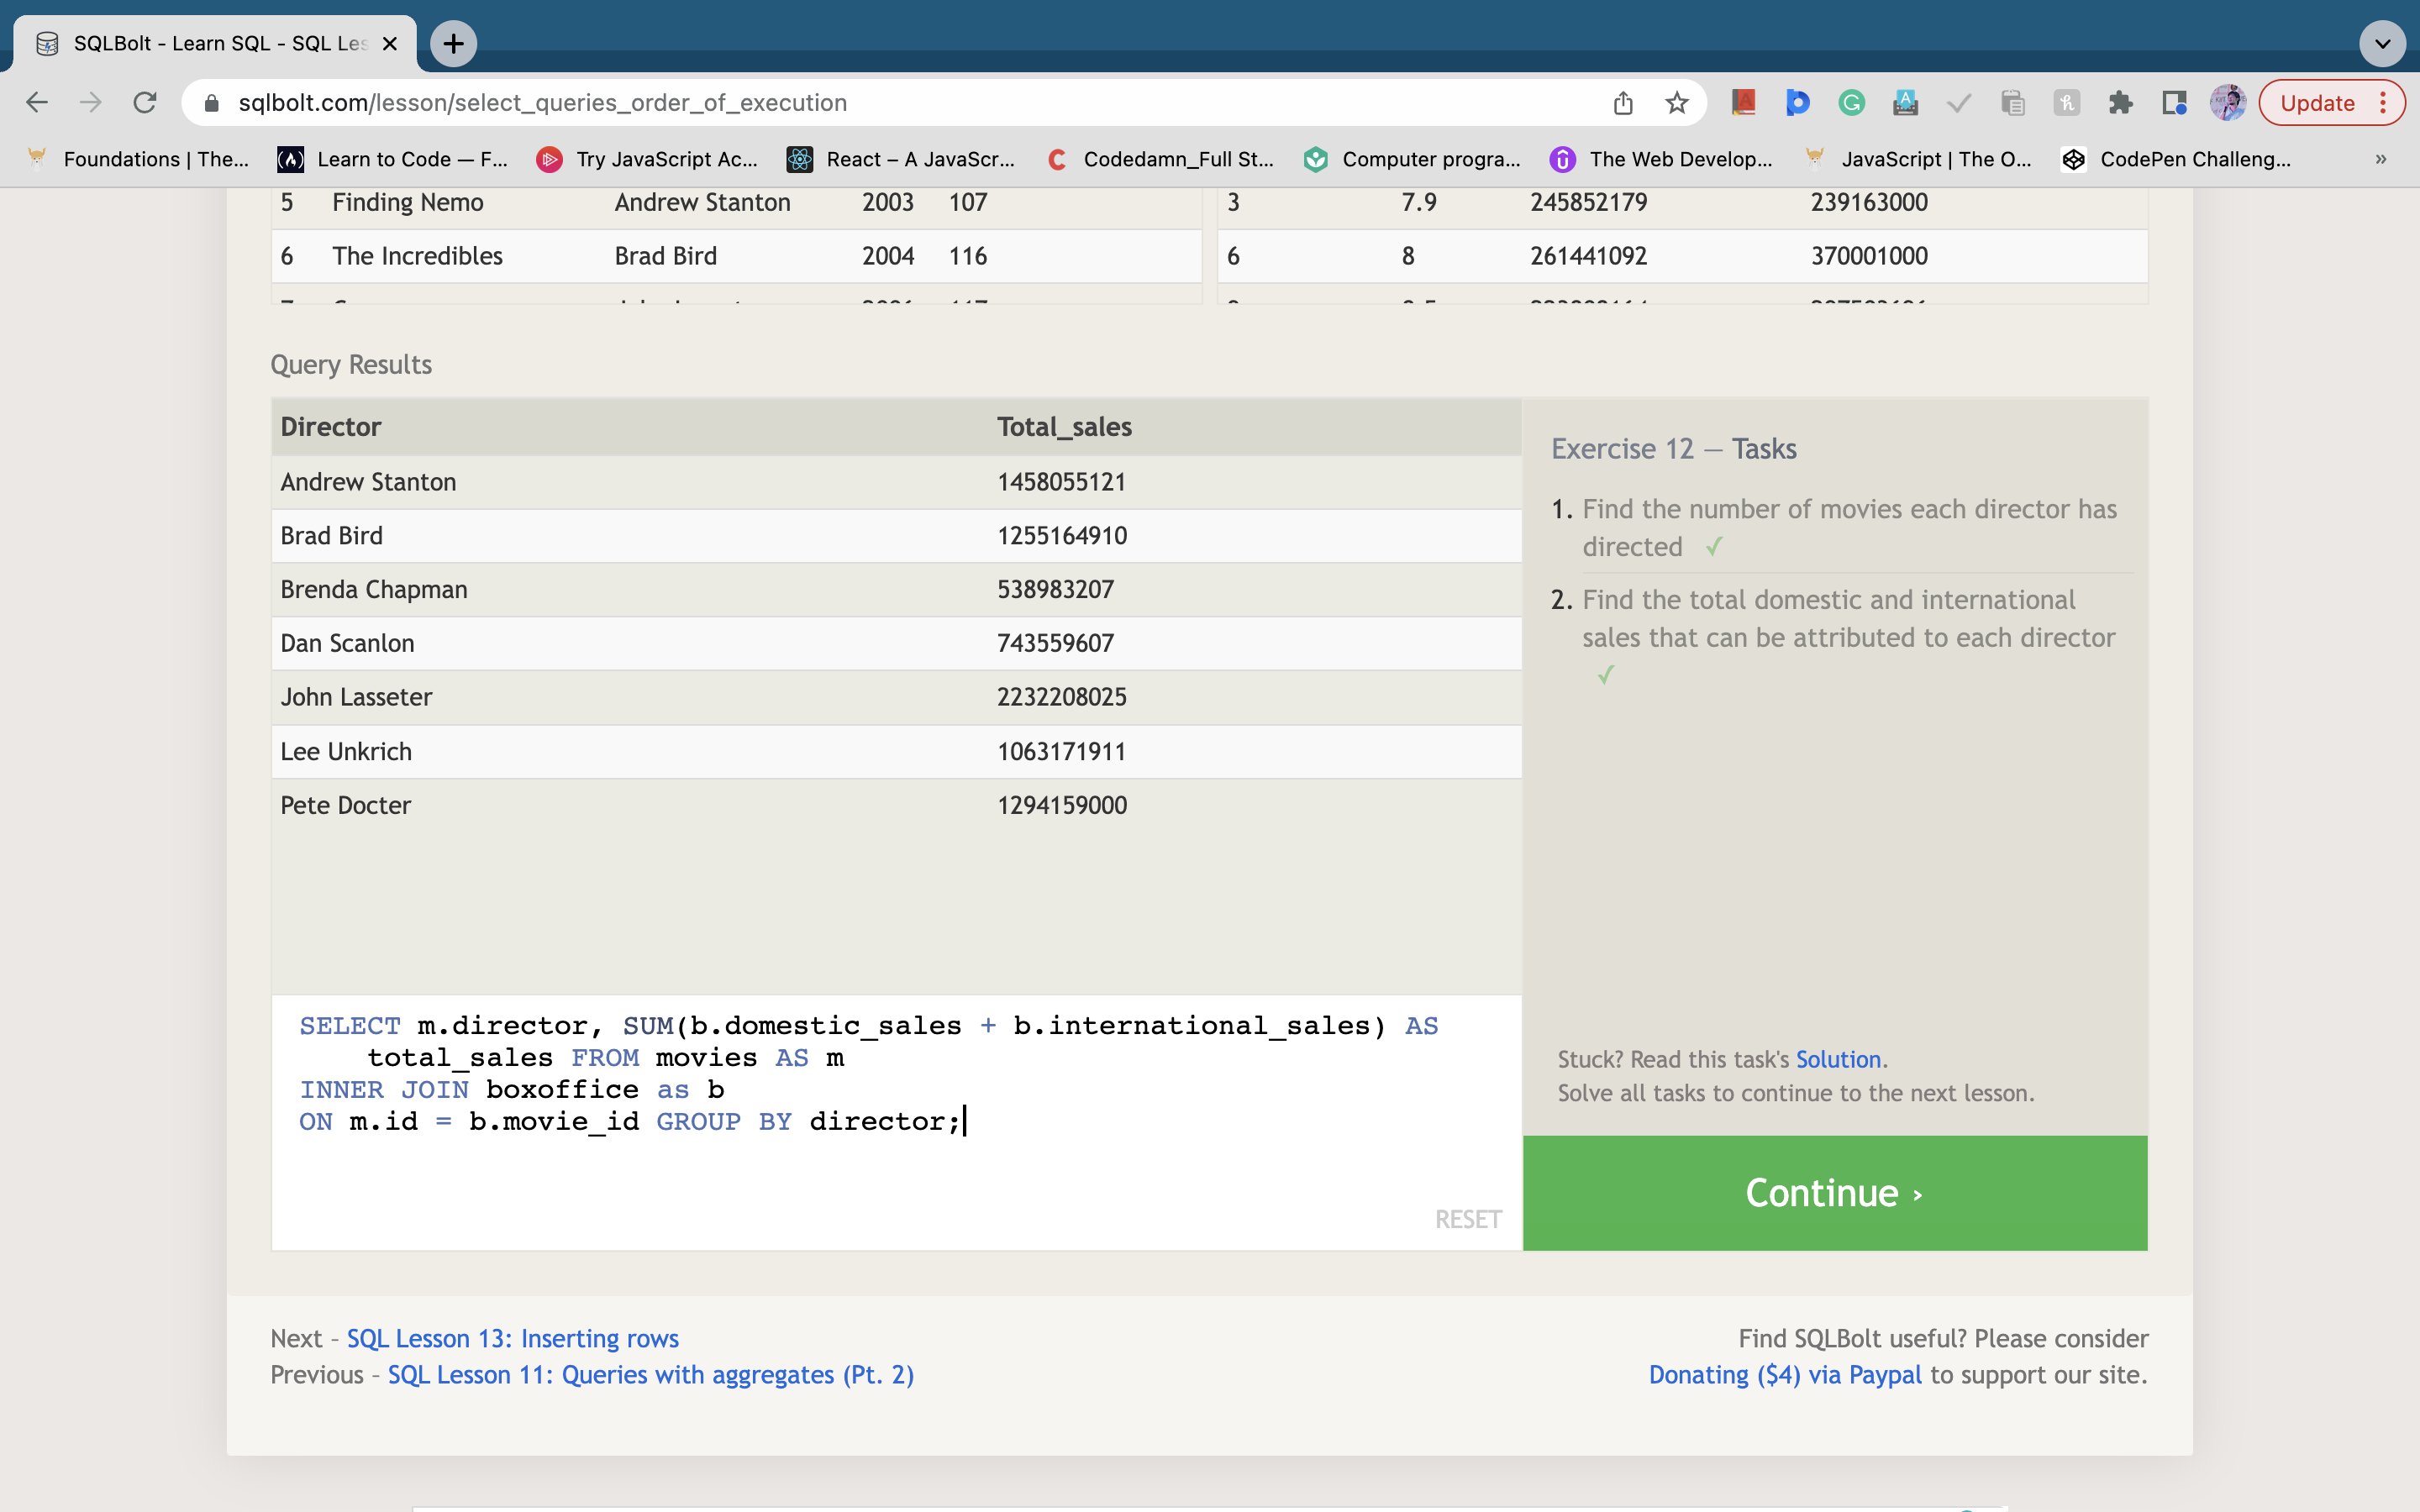 SQLBolt - Learn SQL - SQL Les
sqlbolt.com/lesson/select_queries_order_of_execution
Update
Foundations | The... Learn to Code — F... Try JavaScript Ac... React – A JavaScr... Codedamn_Full St... Computer progra... The Web Develop... JavaScript | The O... CodePen Challeng... »
5 Finding Nemo Andrew Stanton 2003 107 3 7.9 245852179 239163000
6 The Incredibles Brad Bird 2004 116 6 8 261441092 370001000
Query Results
Director Total_sales
Andrew Stanton 1458055121
Brad Bird 1255164910
Brenda Chapman 538983207
Dan Scanlon 743559607
John Lasseter 2232208025
Lee Unkrich 1063171911
Pete Docter 1294159000
SELECT m.director, SUM(b.domestic_sales + b.international_sales) AS
total_sales FROM movies AS m
INNER JOIN boxoffice as b
ON m.id = b.movie_id GROUP BY director;
RESET
Exercise 12 — Tasks
1. Find the number of movies each director has
directed ✓
2. Find the total domestic and international
sales that can be attributed to each director
✓
Stuck? Read this task's Solution.
Solve all tasks to continue to the next lesson.
Continue ›
Next – SQL Lesson 13: Inserting rows
Previous – SQL Lesson 11: Queries with aggregates (Pt. 2)
Find SQLBolt useful? Please consider
Donating ($4) via Paypal to support our site.